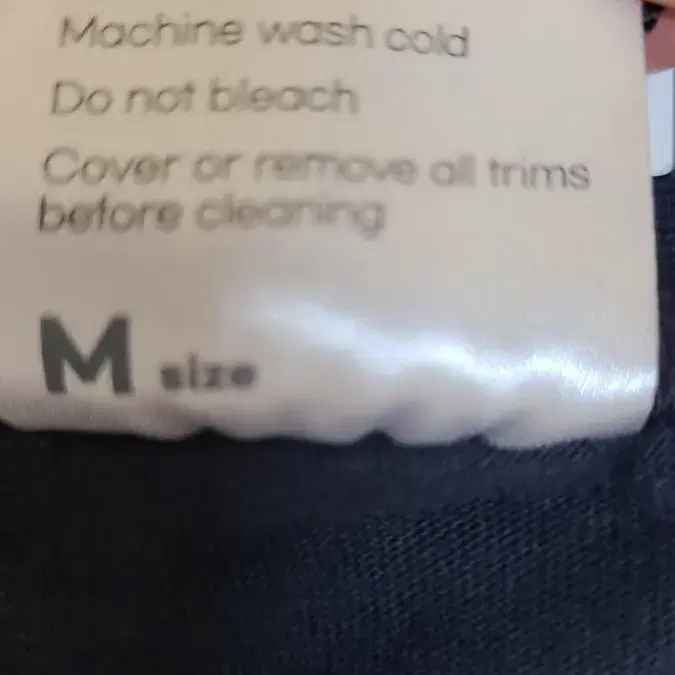 Machine wash cold
Do not bleach
Cover or remove all trims
before cleaning
M size